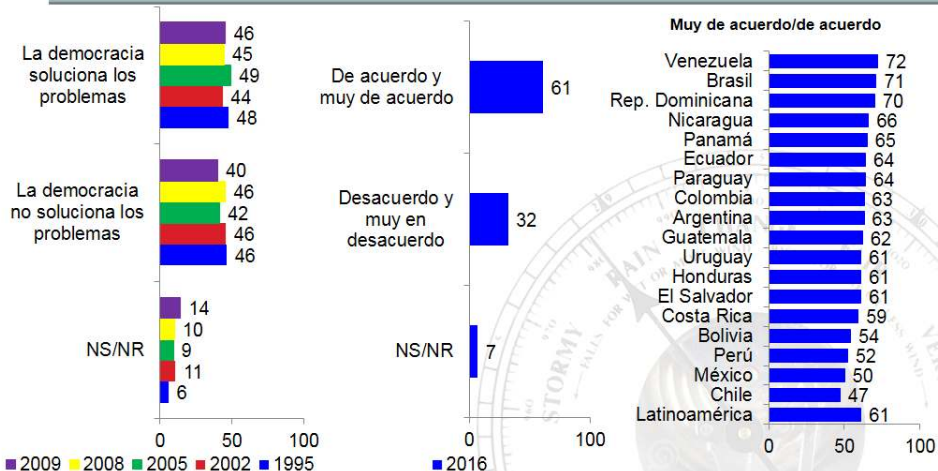 46
La democracia
soluciona los
problemas
45
49
44
48
40
La democracia
no soluciona los
problemas
46
42
46
46
14
10
NS/NR
9
11
6
0 50 100
2009 2008 2005 2002 1995
De acuerdo y
muy de acuerdo
61
Desacuerdo y
muy en
desacuerdo
32
NS/NR 7
0 100
2016
Muy de acuerdo/de acuerdo
Venezuela 72
Brasil 71
Rep. Dominicana 70
Nicaragua 66
Panamá 65
Ecuador 64
Paraguay 64
Colombia 63
Argentina 63
Guatemala 62
Uruguay 61
Honduras 61
El Salvador 61
Costa Rica 59
Bolivia 54
Perú 52
México 50
Chile 47
Latinoamérica 61
0 50 100
STORMY
RAIN